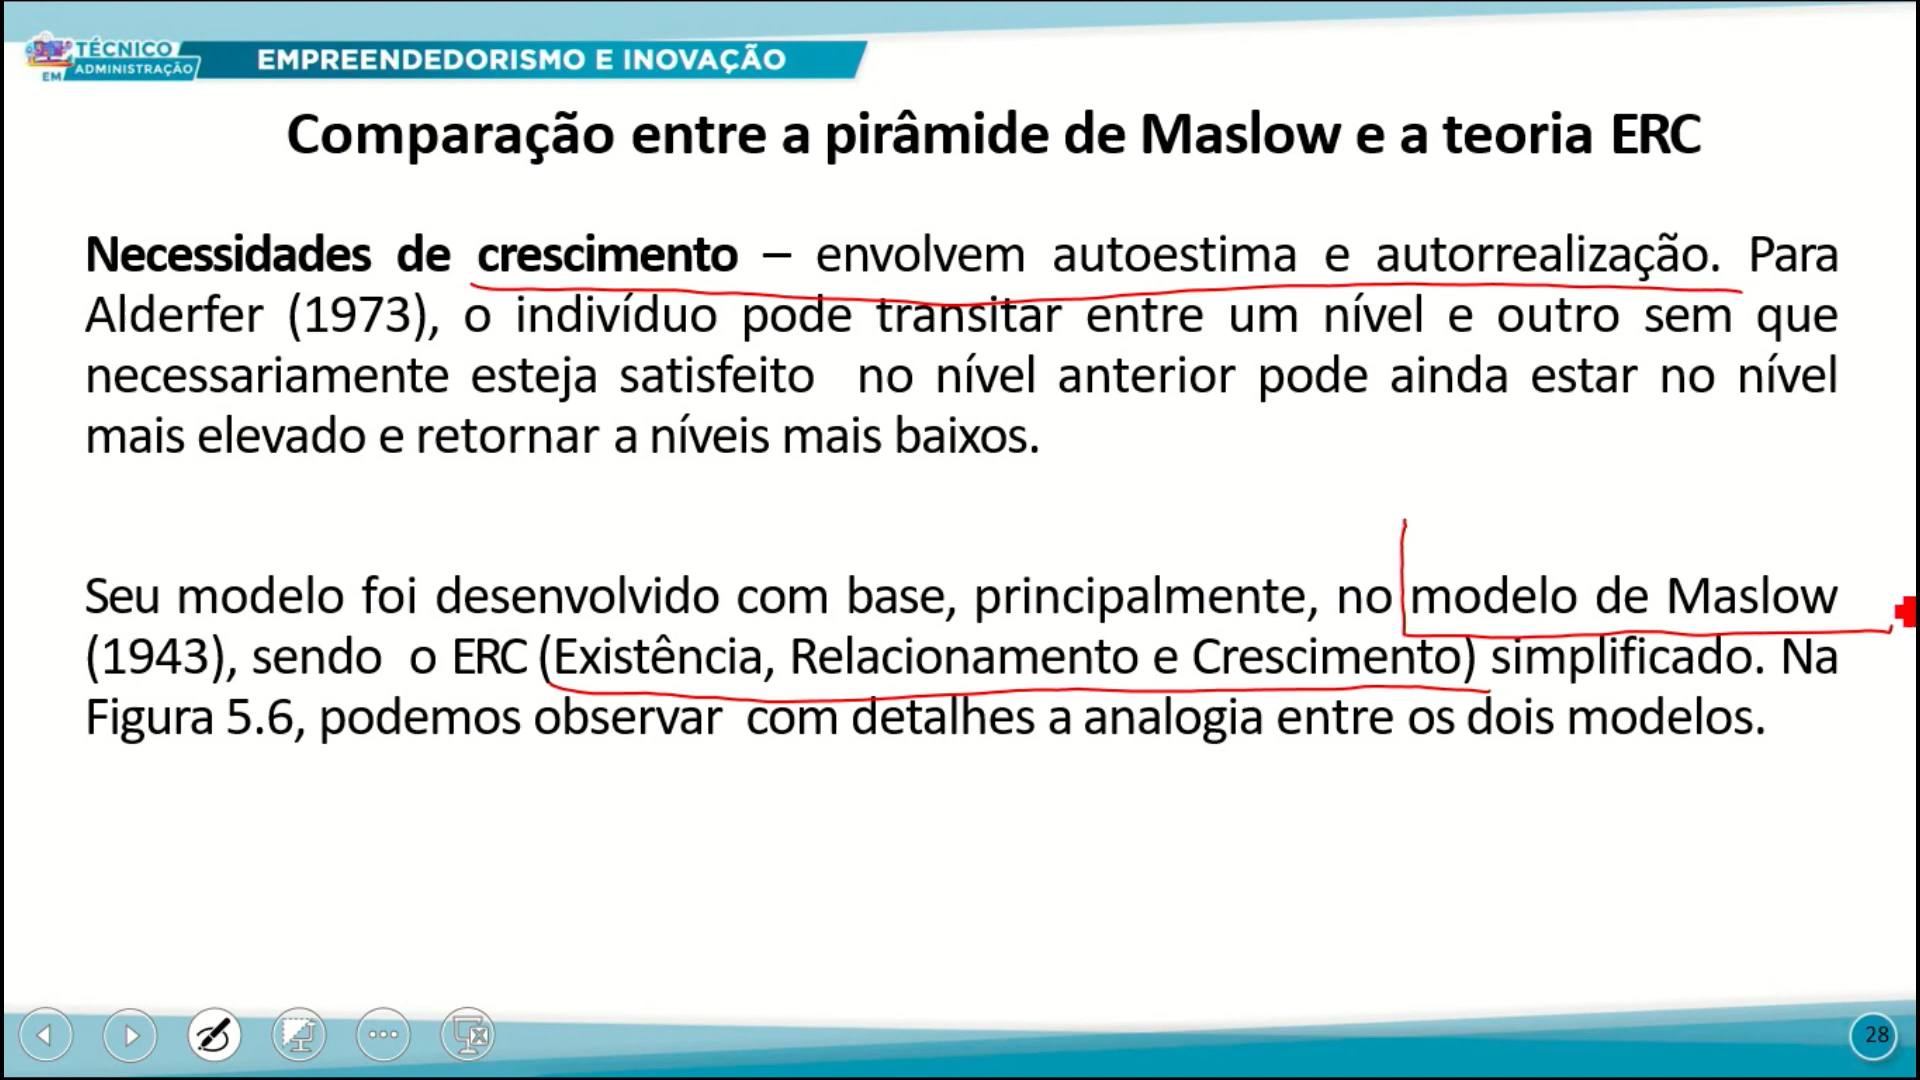 TÉCNICO
EM ADMINISTRAÇÃO
EMPREENDEDORISMO E INOVAÇÃO
Comparação entre a pirâmide de Maslow e a teoria ERC
Necessidades de crescimento – envolvem autoestima e autorrealização. Para
Alderfer (1973), o indivíduo pode transitar entre um nível e outro sem que
necessariamente esteja satisfeito no nível anterior pode ainda estar no nível
mais elevado e retornar a níveis mais baixos.
Seu modelo foi desenvolvido com base, principalmente, no modelo de Maslow
(1943), sendo o ERC (Existência, Relacionamento e Crescimento) simplificado. Na
Figura 5.6, podemos observar com detalhes a analogia entre os dois modelos.
28